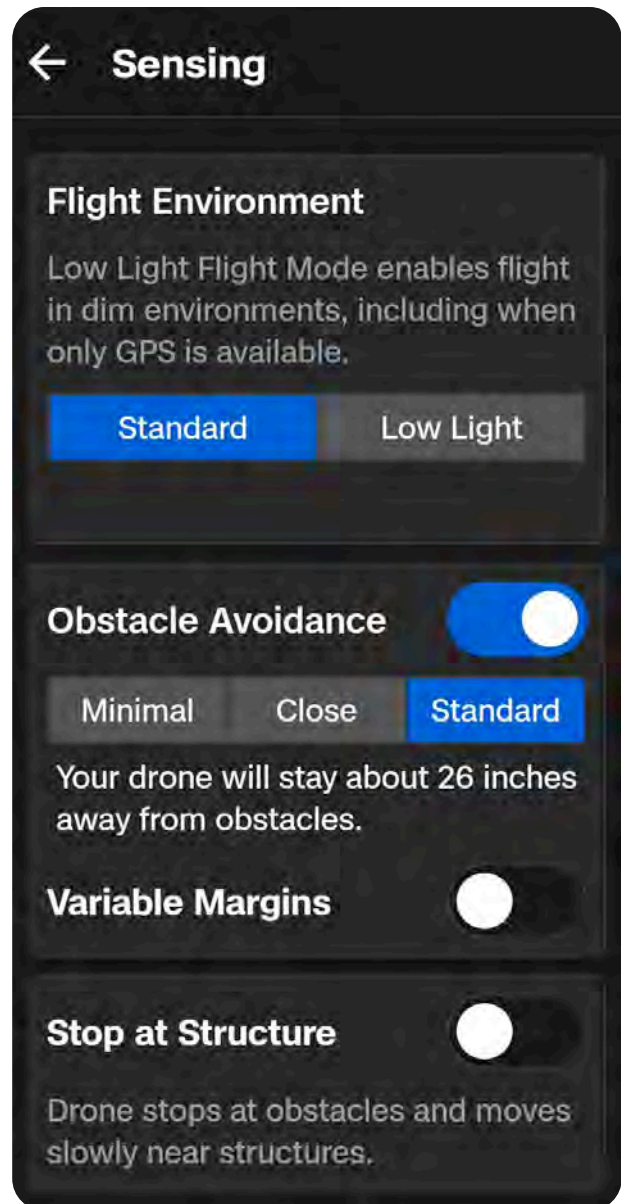 Sensing
Flight Environment
Low Light Flight Mode enables flight
in dim environments, including when
only GPS is available.
Standard Low Light
Obstacle Avoidance
Minimal Close Standard
Your drone will stay about 26 inches
away from obstacles.
Variable Margins
Stop at Structure
Drone stops at obstacles and moves
slowly near structures.